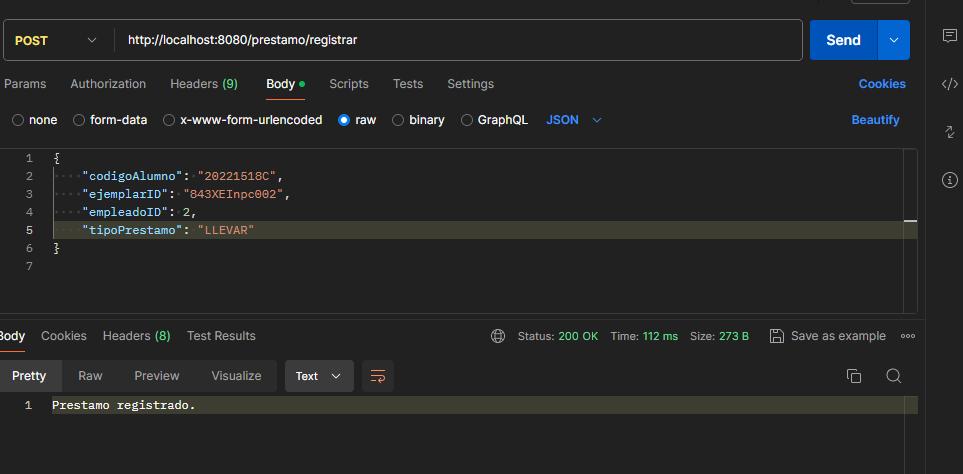 POST http://localhost:8080/prestamo/registrar Send
Params Authorization Headers (9) Body Scripts Tests Settings Cookies
none form-data x-www-form-urlencoded raw binary GraphQL JSON Beautify
1 {
2 "codigoAlumno": "20221518C",
3 "ejemplarID": "843XEInpc002",
4 "empleadoID": 2,
5 "tipoPrestamo": "LLEVAR"
6 }
7
Body Cookies Headers (8) Test Results Status: 200 OK Time: 112 ms Size: 273 B Save as example
Pretty Raw Preview Visualize Text
1 Prestamo registrado.